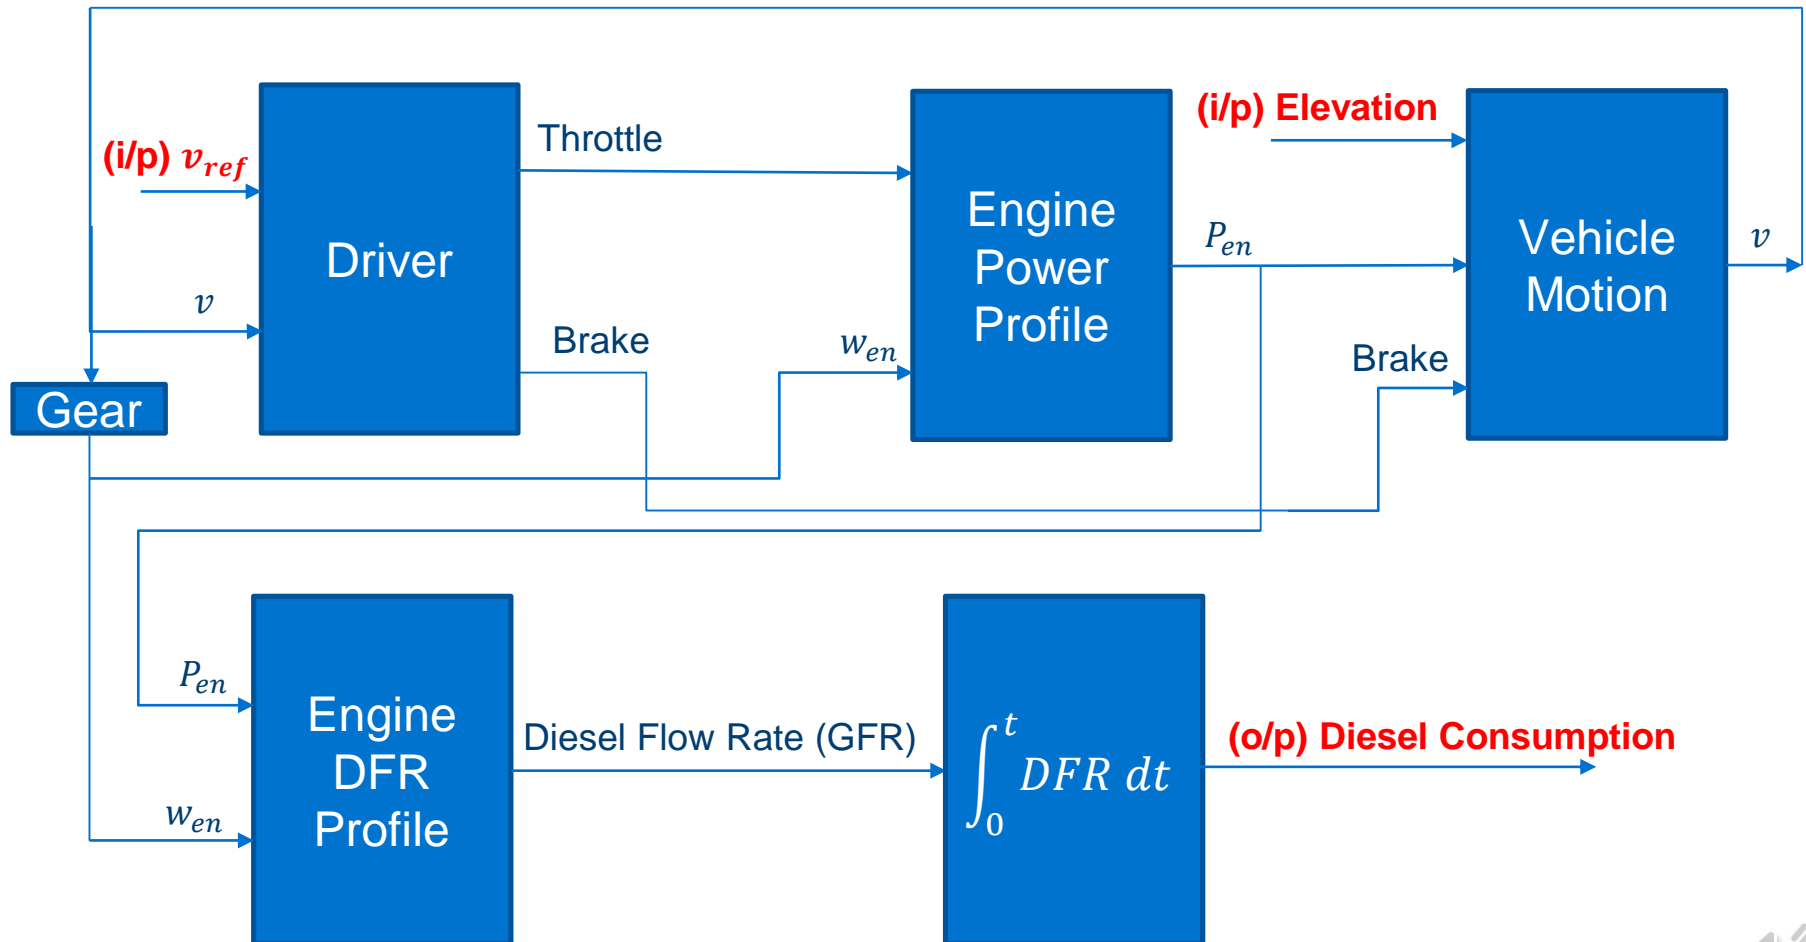 (i/p) v_ref
v
Gear
Driver
Throttle
Brake
w_en
Engine
Power
Profile
P_en
(i/p) Elevation
Brake
Vehicle
Motion
v
P_en
w_en
Engine
DFR
Profile
Diesel Flow Rate (GFR)
∫_0^t DFR dt
(o/p) Diesel Consumption